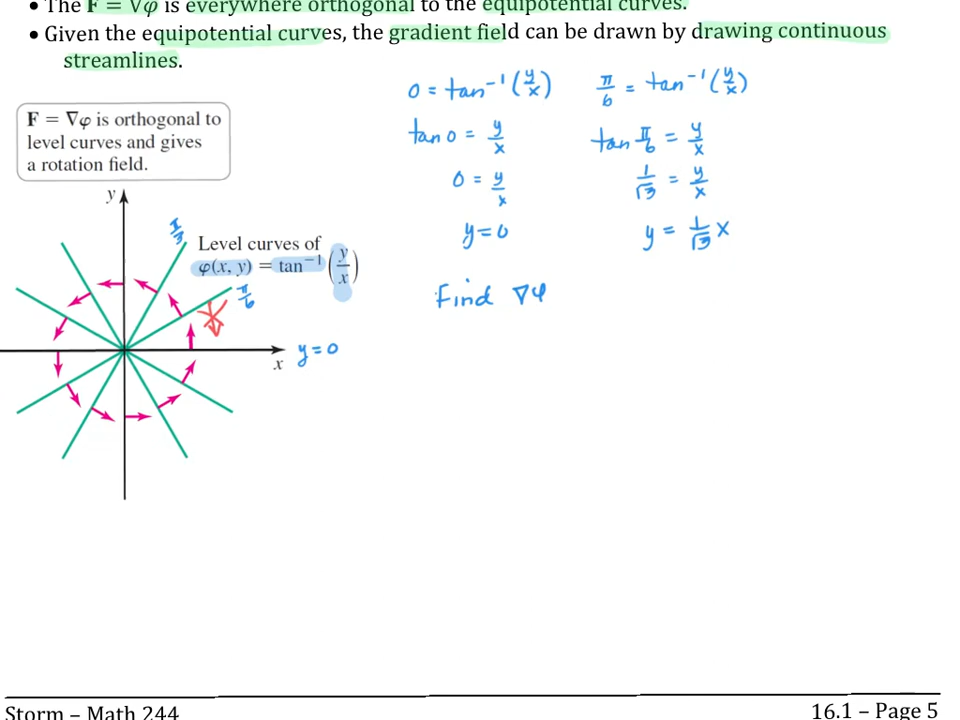 • The F = ∇φ is everywhere orthogonal to the equipotential curves.
• Given the equipotential curves, the gradient field can be drawn by drawing continuous
streamlines.
0 = tan⁻¹(y/x)
tan 0 = y/x
0 = y/x
y = 0
π/6 = tan⁻¹(y/x)
tan π/6 = y/x
1/√3 = y/x
y = 1/√3 x
Find ∇φ
F = ∇φ is orthogonal to
level curves and gives
a rotation field.
y
π/3
Level curves of
φ(x, y) = tan⁻¹(y/x)
π/6
x
y = 0
Storm – Math 244
16.1 – Page 5